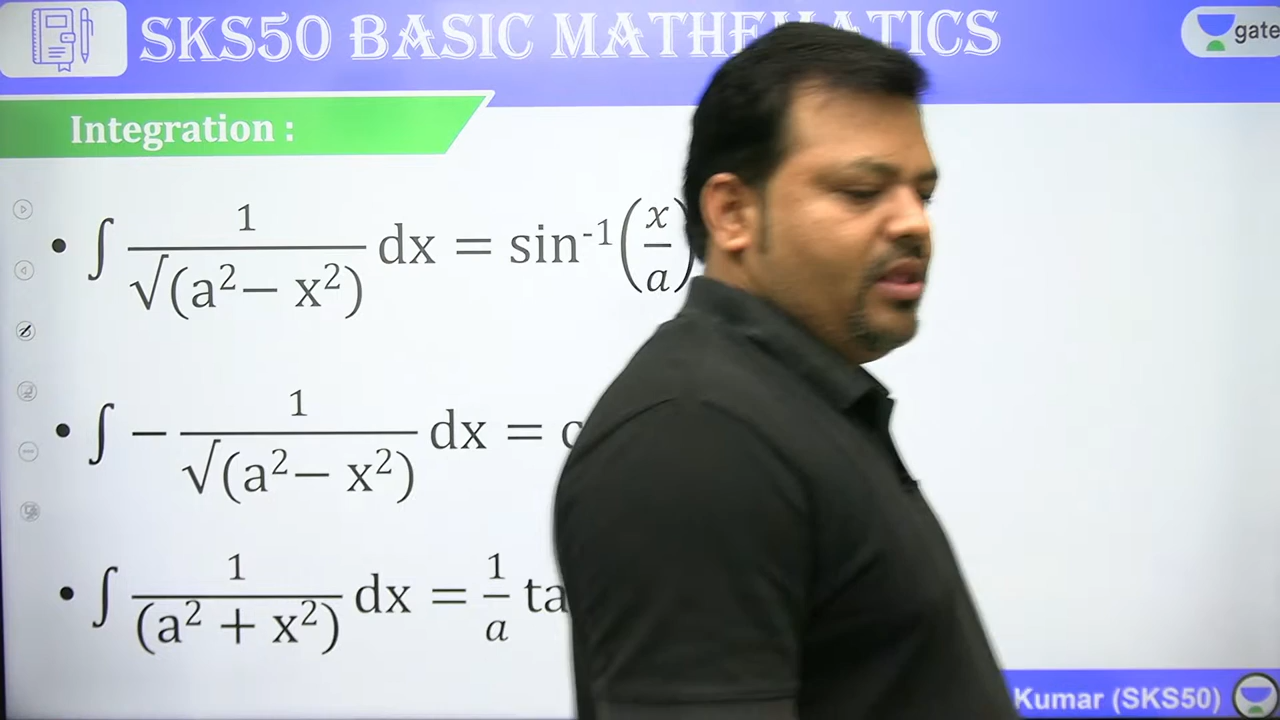 SKS50 BASIC MATHEMATICS
gate
Integration :
• ∫ 1/√(a² – x²) dx = sin⁻¹(x/a)
• ∫ – 1/√(a² – x²) dx = c
• ∫ 1/(a² + x²) dx = 1/a ta
Kumar (SKS50)